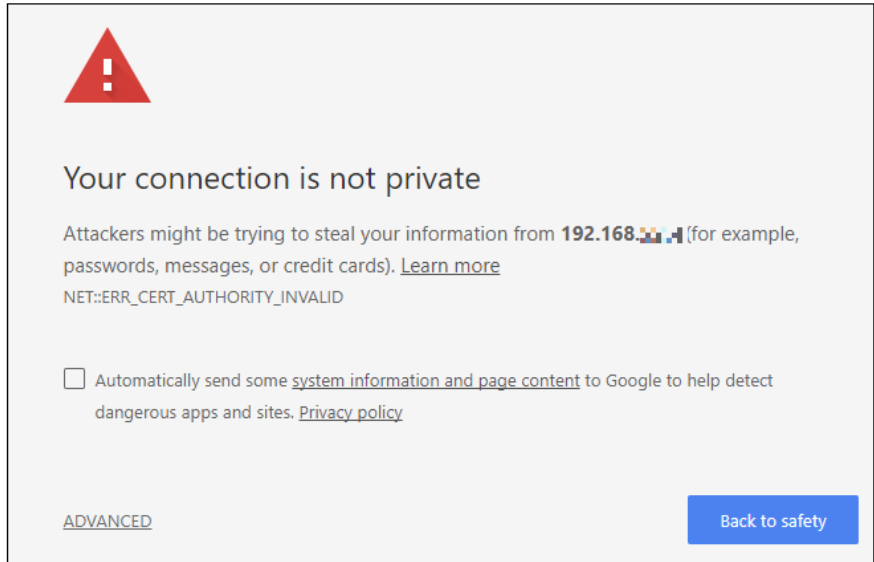 Your connection is not private
Attackers might be trying to steal your information from 192.168. (for example,
passwords, messages, or credit cards). Learn more
NET::ERR_CERT_AUTHORITY_INVALID
Automatically send some system information and page content to Google to help detect
dangerous apps and sites. Privacy policy
ADVANCED
Back to safety